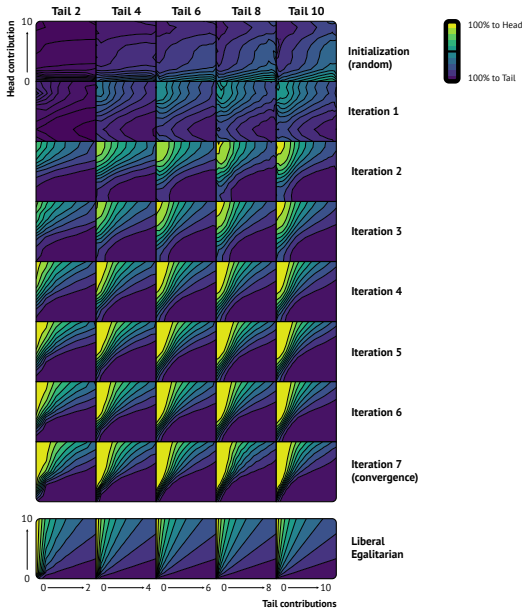 Tail 2 Tail 4 Tail 6 Tail 8 Tail 10
Head contribution
10
0
Initialization
(random)
100% to Head
100% to Tail
Iteration 1
Iteration 2
Iteration 3
Iteration 4
Iteration 5
Iteration 6
Iteration 7
(convergence)
10
0
Liberal
Egalitarian
0 2 0 4 0 6 0 8 0 10
Tail contributions